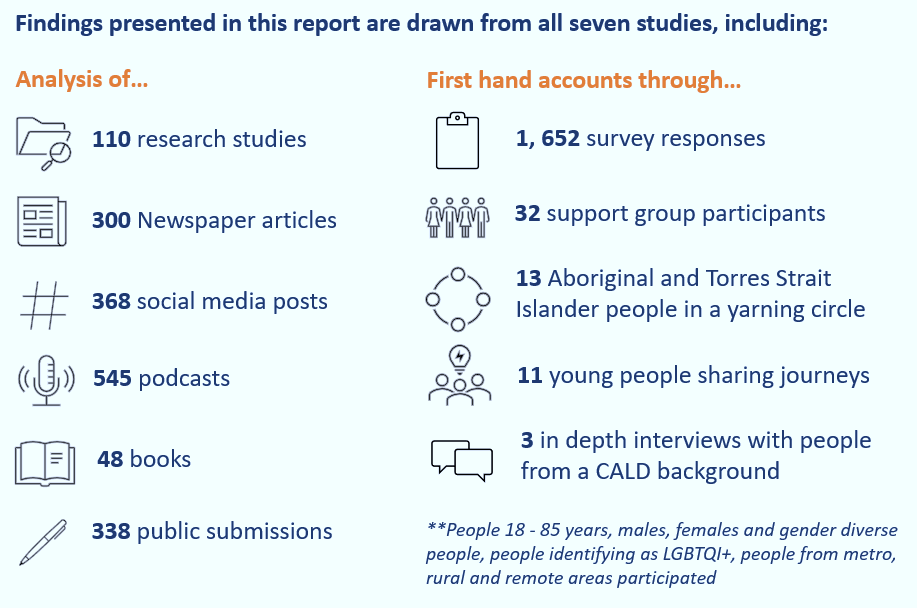 Findings presented in this report are drawn from all seven studies, including:
Analysis of...
110 research studies
300 Newspaper articles
368 social media posts
545 podcasts
48 books
338 public submissions
First hand accounts through...
1, 652 survey responses
32 support group participants
13 Aboriginal and Torres Strait
Islander people in a yarning circle
11 young people sharing journeys
3 in depth interviews with people
from a CALD background
**People 18 - 85 years, males, females and gender diverse
people, people identifying as LGBTQI+, people from metro,
rural and remote areas participated